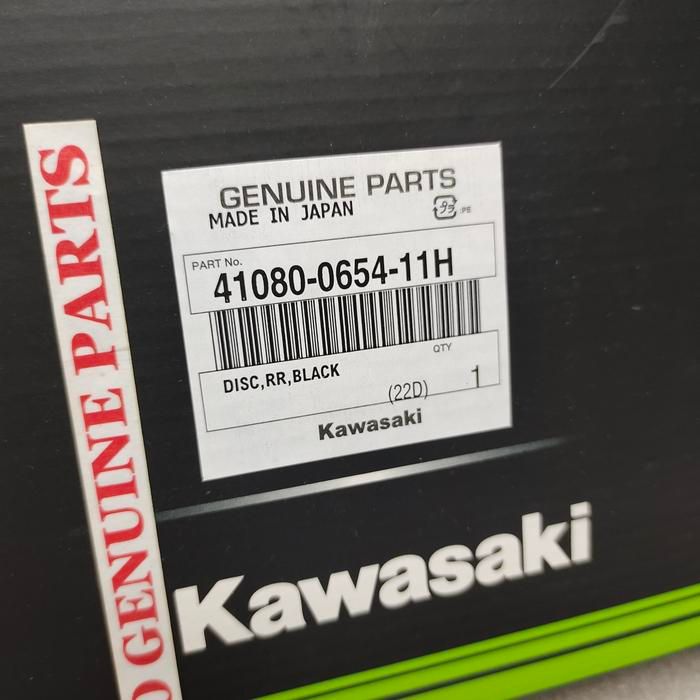 GENUINE PARTS
MADE IN JAPAN
PE
PART No.
41080-0654-11H
QTY
DISC,RR,BLACK
(22D) 1
Kawasaki
Kawasaki
GENUINE PARTS